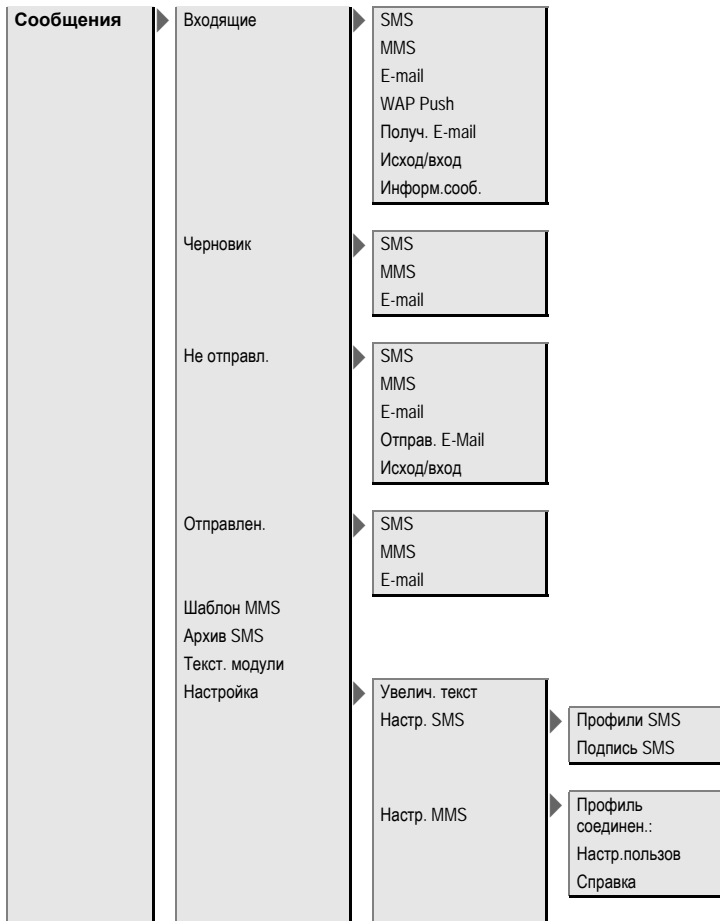 Сообщения
Входящие
SMS
MMS
E-mail
WAP Push
Получ. E-mail
Исход/вход
Информ.сооб.
Черновик
SMS
MMS
E-mail
Не отправл.
SMS
MMS
E-mail
Отправ. E-Mail
Исход/вход
Отправлен.
SMS
MMS
E-mail
Шаблон MMS
Архив SMS
Текст. модули
Настройка
Увелич. текст
Настр. SMS
Профили SMS
Подпись SMS
Настр. MMS
Профиль
соединен.:
Настр.пользов
Справка